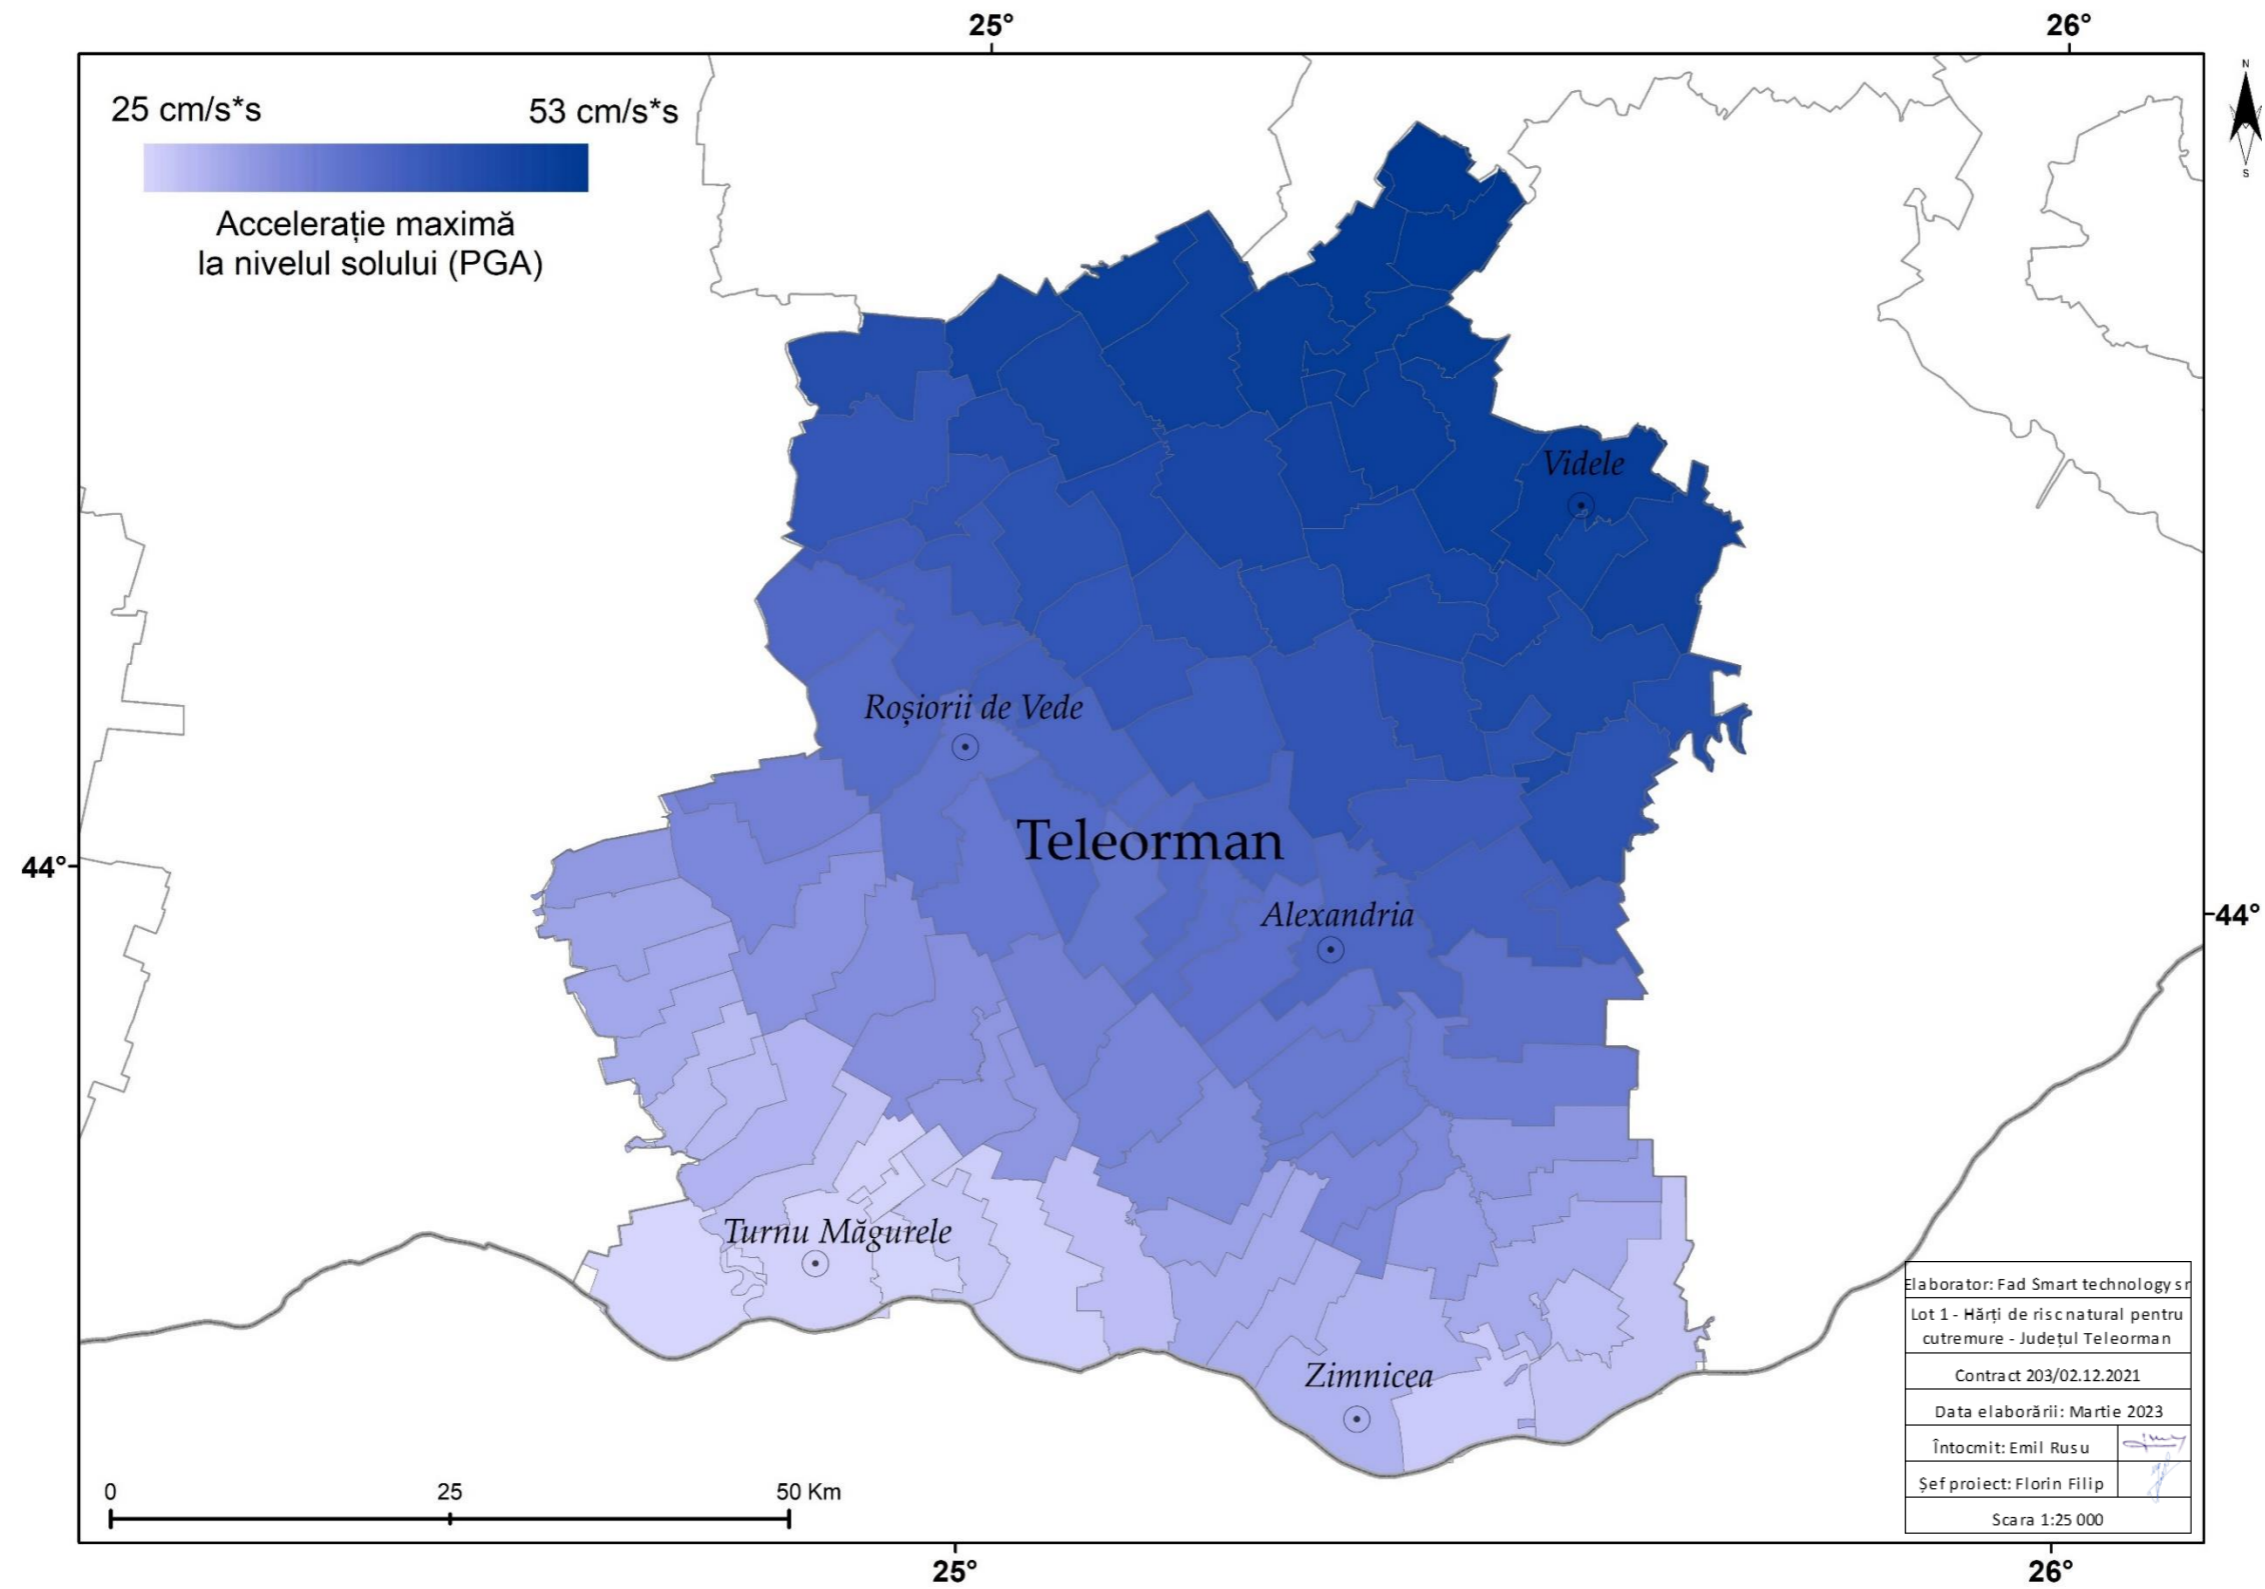 25° 26°
N
S
25 cm/s*s 53 cm/s*s
Accelerație maximă
la nivelul solului (PGA)
Videle
Roșiorii de Vede
Teleorman
44°
Alexandria
44°
Turnu Măgurele
Zimnicea
Elaborator: Fad Smart technology sr
Lot 1 - Hărți de risc natural pentru
cutremure - Județul Teleorman
Contract 203/02.12.2021
Data elaborării: Martie 2023
Întocmit: Emil Rusu
Șef proiect: Florin Filip
Scara 1:25 000
0 25 50 Km
25° 26°